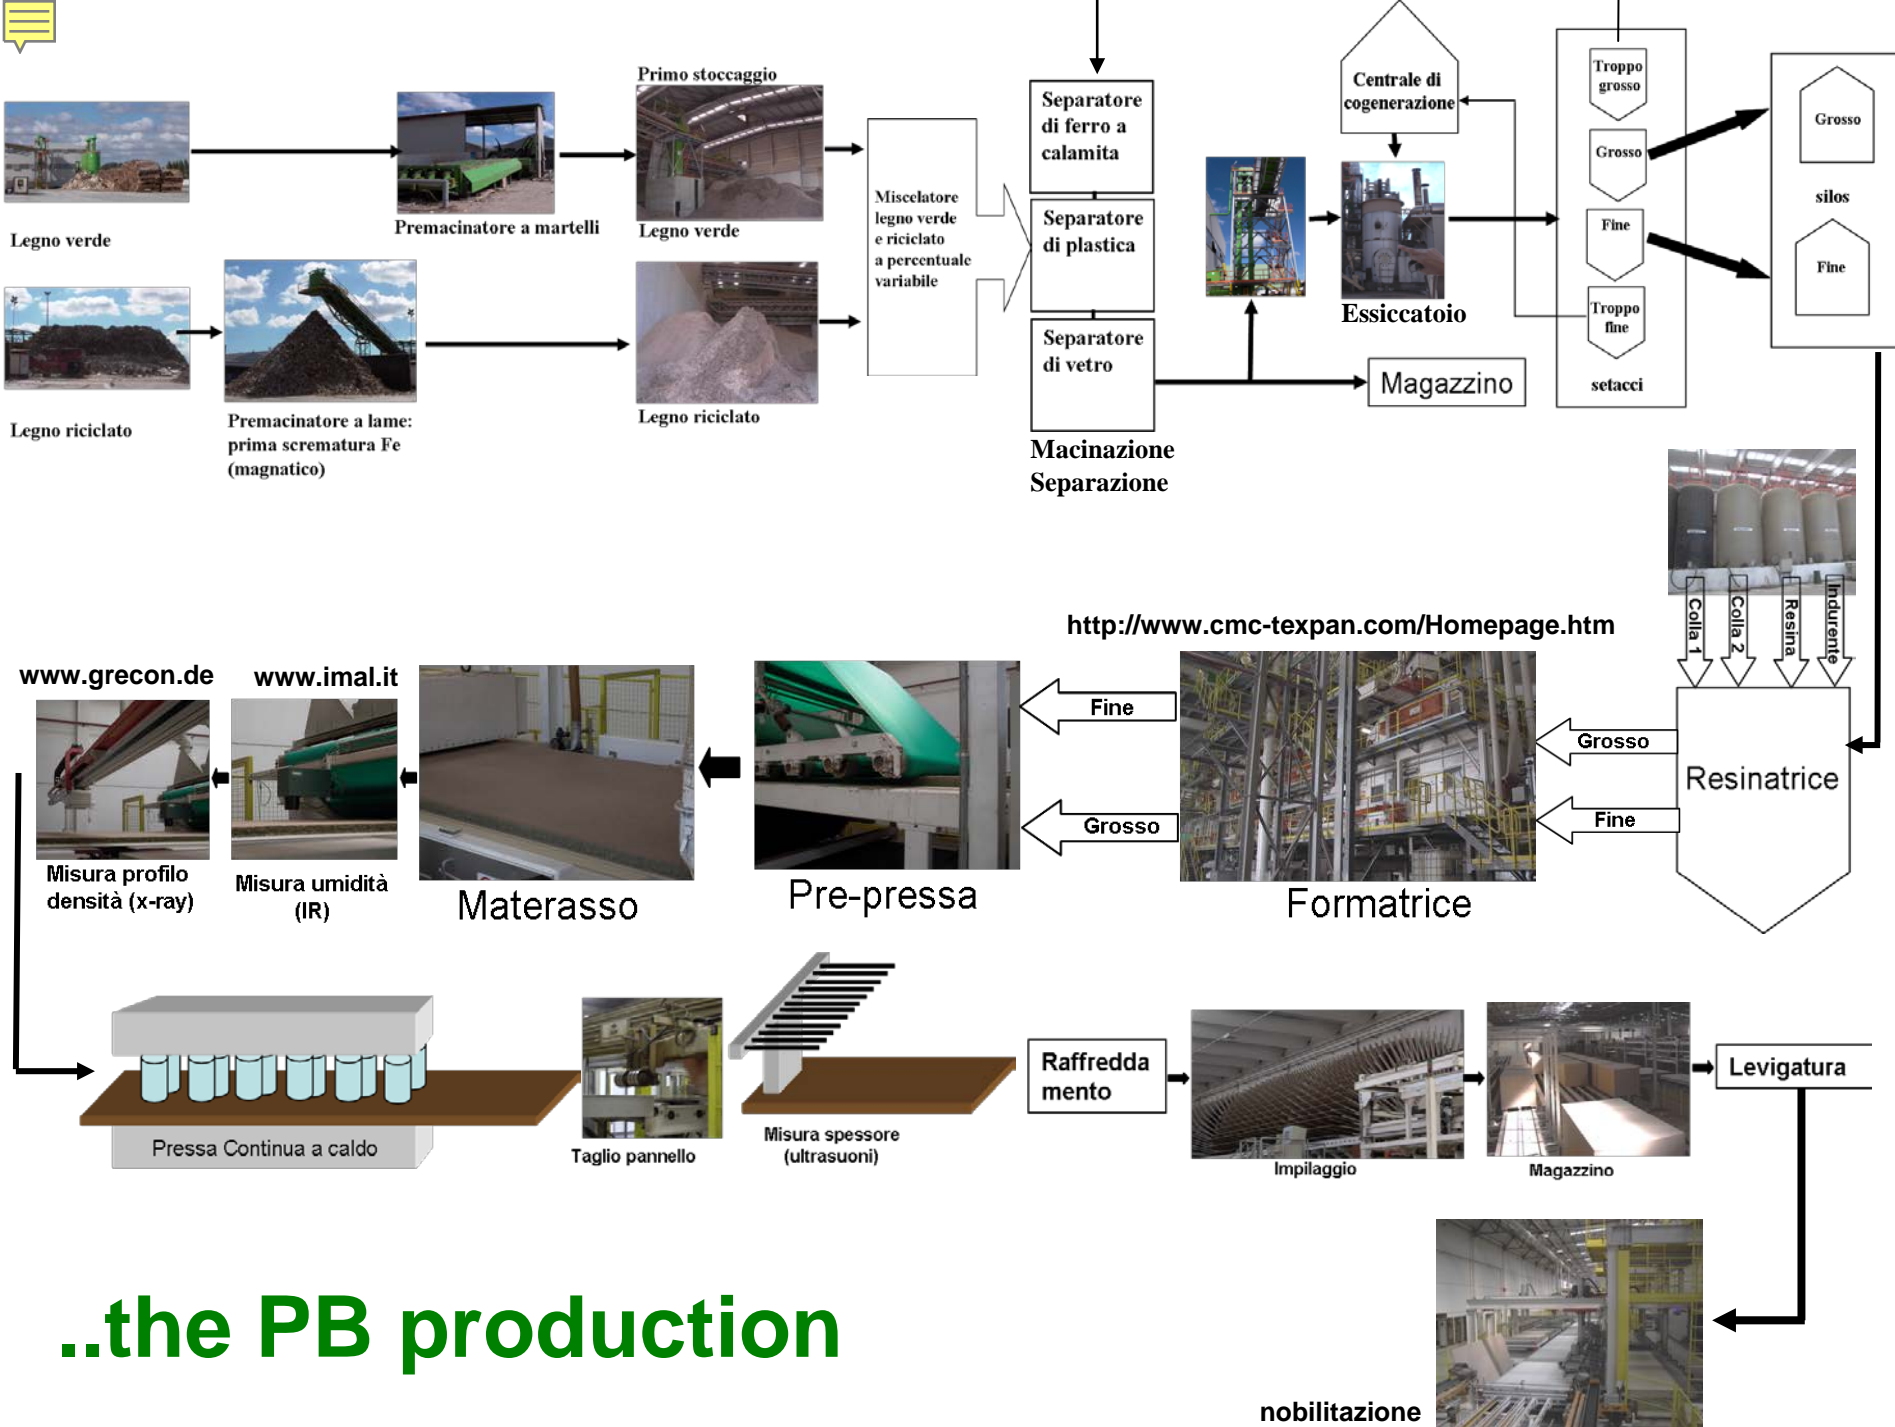 Primo stoccaggio
Legno verde
Premacinatore a martelli
Legno verde
Legno riciclato
Premacinatore a lame:
prima scrematura Fe
(magnatico)
Legno riciclato
Miscelatore
legno verde
e riciclato
a percentuale
variabile
Separatore
di ferro a
calamita
Separatore
di plastica
Separatore
di vetro
Macinazione
Separazione
Centrale di
cogenerazione
Essiccatoio
Magazzino
Troppo
grosso
Grosso
Fine
Troppo
fine
setacci
Grosso
silos
Fine
Colla 1
Colla 2
Resina
Indurente
Resinatrice
Grosso
Fine
http://www.cmc-texpan.com/Homepage.htm
Formatrice
Fine
Grosso
Pre-pressa
Materasso
www.imal.it
Misura umidità
(IR)
www.grecon.de
Misura profilo
densità (x-ray)
Pressa Continua a caldo
Taglio pannello
Misura spessore
(ultrasuoni)
Raffredda
mento
Impilaggio
Magazzino
Levigatura
nobilitazione
..the PB production